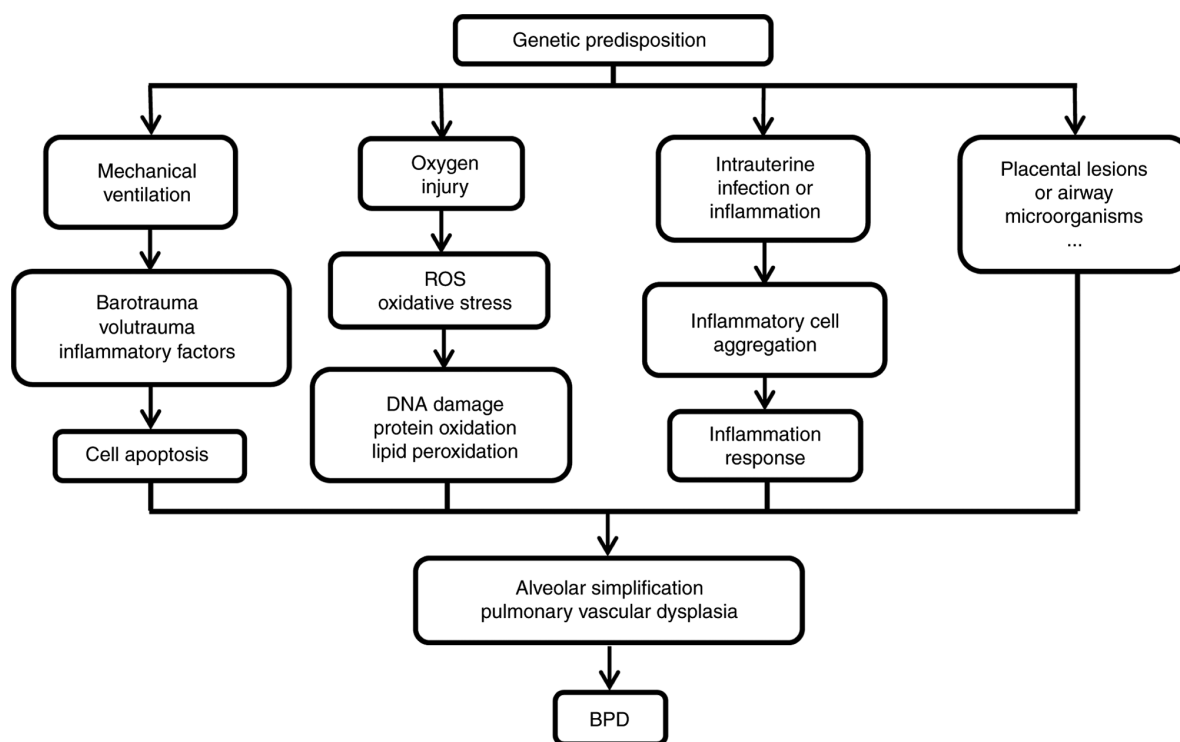 Genetic predisposition
Mechanical
ventilation
Oxygen
injury
Intrauterine
infection or
inflammation
Placental lesions
or airway
microorganisms
...
Barotrauma
volutrauma
inflammatory factors
ROS
oxidative stress
Inflammatory cell
aggregation
Cell apoptosis
DNA damage
protein oxidation
lipid peroxidation
Inflammation
response
Alveolar simplification
pulmonary vascular dysplasia
BPD